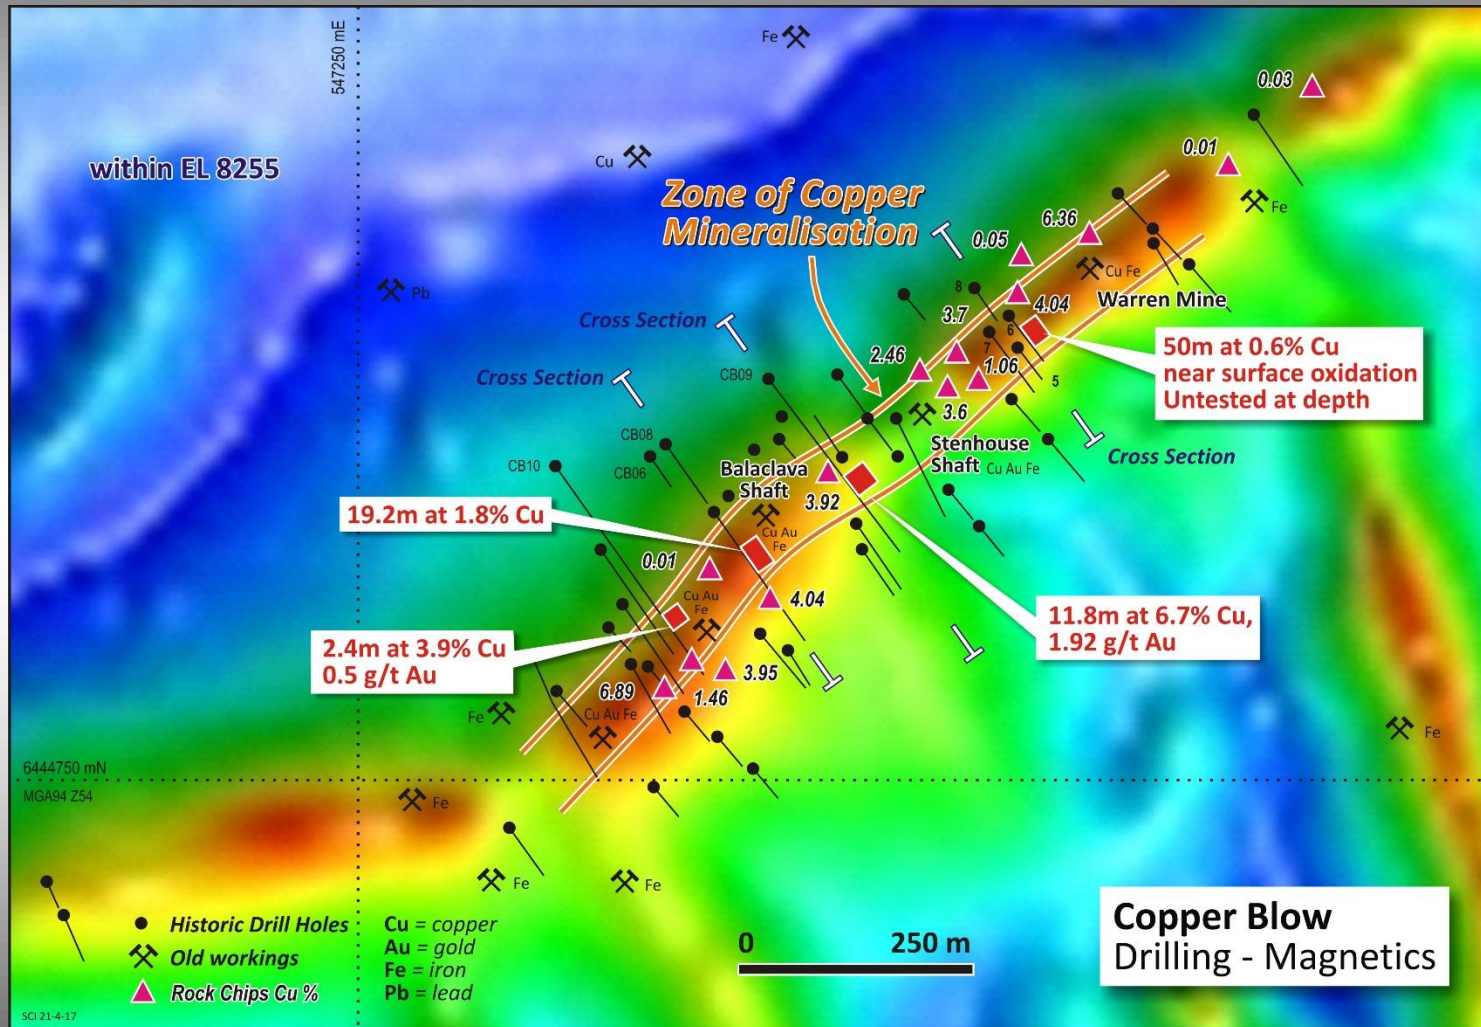 547250 mE
Fe
0.03
within EL 8255
Cu
0.01
Zone of Copper
Mineralisation
Fe
6.36
0.05
Cu Fe
Pb
8
4.04
Warren Mine
3.7
6
7
Cross Section
50m at 0.6% Cu
near surface oxidation
Untested at depth
2.46
1.06
5
CB09
Cross Section
3.6
CB08
Stenhouse
Shaft
Cu Au Fe
Cross Section
CB10
CB06
Balaclava
Shaft
3.92
19.2m at 1.8% Cu
Cu Au
Fe
0.01
Cu Au
Fe
4.04
11.8m at 6.7% Cu,
1.92 g/t Au
2.4m at 3.9% Cu
0.5 g/t Au
3.95
6.89
1.46
Cu Au Fe
Fe
Fe
6444750 mN
MGA94 Z54
Fe
Fe
Fe
Historic Drill Holes
Old workings
Rock Chips Cu %
Cu = copper
Au = gold
Fe = iron
Pb = lead
0
250 m
Copper Blow
Drilling - Magnetics
SCI 21-4-17